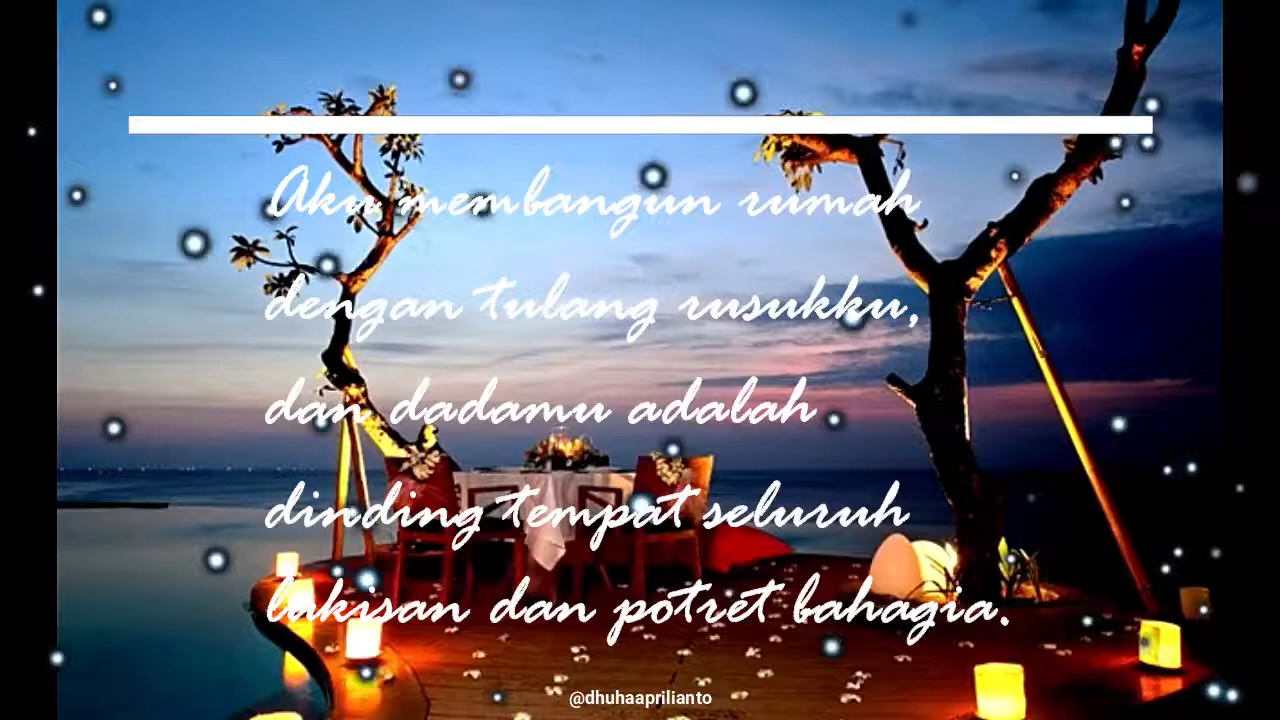 Aku membangun rumah
dengan tulang rusukku,
dan dadamu adalah
dinding tempat seluruh
lukisan dan potret bahagia.
@dhuhaaprilianto